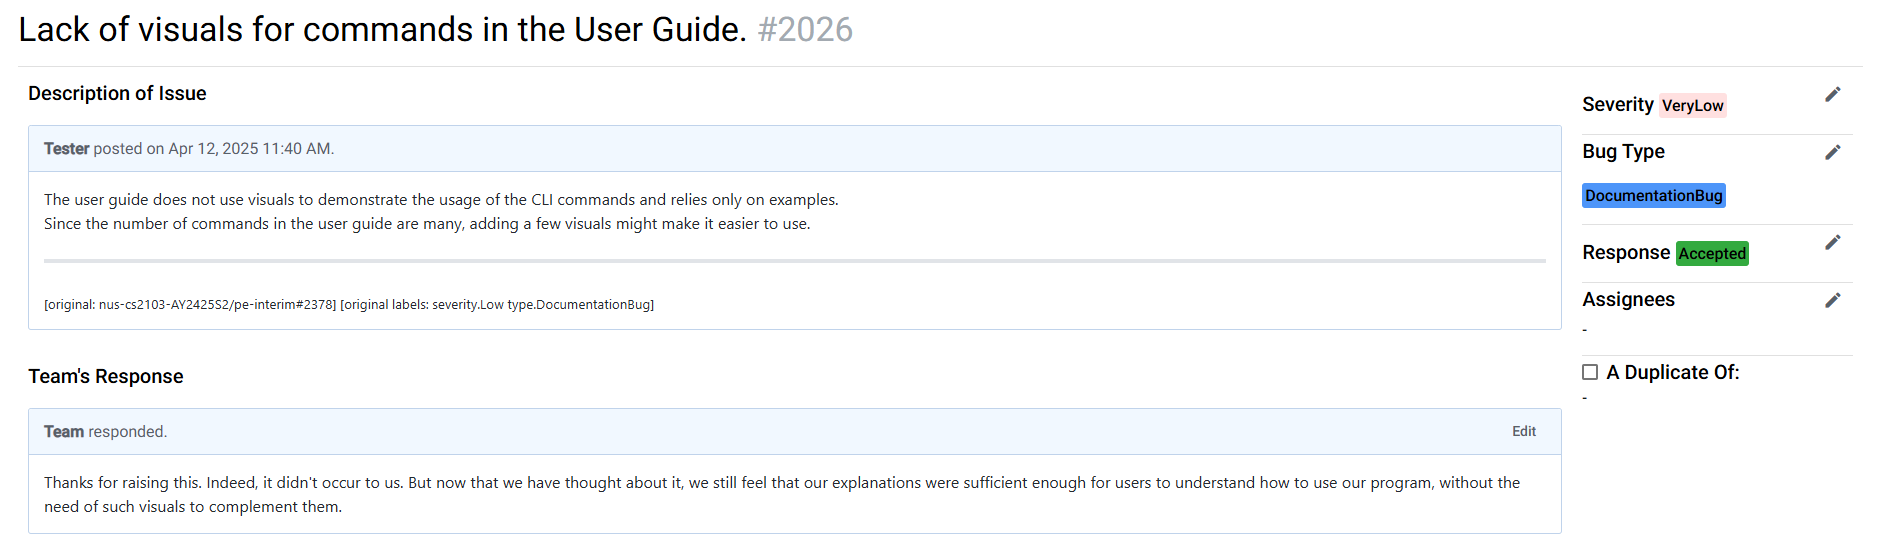 Lack of visuals for commands in the User Guide. #2026
Description of Issue
Tester posted on Apr 12, 2025 11:40 AM.
The user guide does not use visuals to demonstrate the usage of the CLI commands and relies only on examples.
Since the number of commands in the user guide are many, adding a few visuals might make it easier to use.
[original: nus-cs2103-AY2425S2/pe-interim#2378] [original labels: severity.Low type.DocumentationBug]
Team's Response
Team responded.
Edit
Thanks for raising this. Indeed, it didn't occur to us. But now that we have thought about it, we still feel that our explanations were sufficient enough for users to understand how to use our program, without the
need of such visuals to complement them.
Severity VeryLow
Bug Type
DocumentationBug
Response Accepted
Assignees
-
A Duplicate Of:
-